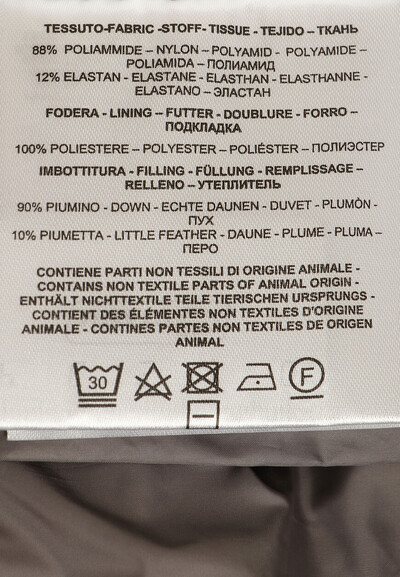 TESSUTO-FABRIC -STOFF- TISSUE - TEJIDO – ТКАНЬ
88% POLIAMMIDE – NYLON – POLYAMID - POLYAMIDE –
POLIAMIDA – ПОЛИАМИД
12% ELASTAN - ELASTANE - ELASTHAN - ELASTHANNE -
ELASTANO – ЭЛАСТАН
FODERA - LINING – FUTTER - DOUBLURE - FORRO –
ПОДКЛАДКА
100% POLIESTERE – POLYESTER – POLIÉSTER – ПОЛИЭСТЕР
IMBOTTITURA - FILLING - FÜLLUNG - REMPLISSAGE –
RELLENO – УТЕПЛИТЕЛЬ
90% PIUMINO - DOWN - ECHTE DAUNEN - DUVET - PLUMÒN -
ПУХ
10% PIUMETTA - LITTLE FEATHER - DAUNE - PLUME - PLUMA –
ПЕРО
CONTIENE PARTI NON TESSILI DI ORIGINE ANIMALE -
CONTAINS NON TEXTILE PARTS OF ANIMAL ORIGIN -
ENTHÄLT NICHTTEXTILE TEILE TIERISCHEN URSPRUNGS -
CONTIENT DES ÉLÉMENTES NON TEXTILES D'ORIGINE
ANIMALE - CONTINES PARTES NON TEXTILES DE ORIGEN
ANIMAL
30 F